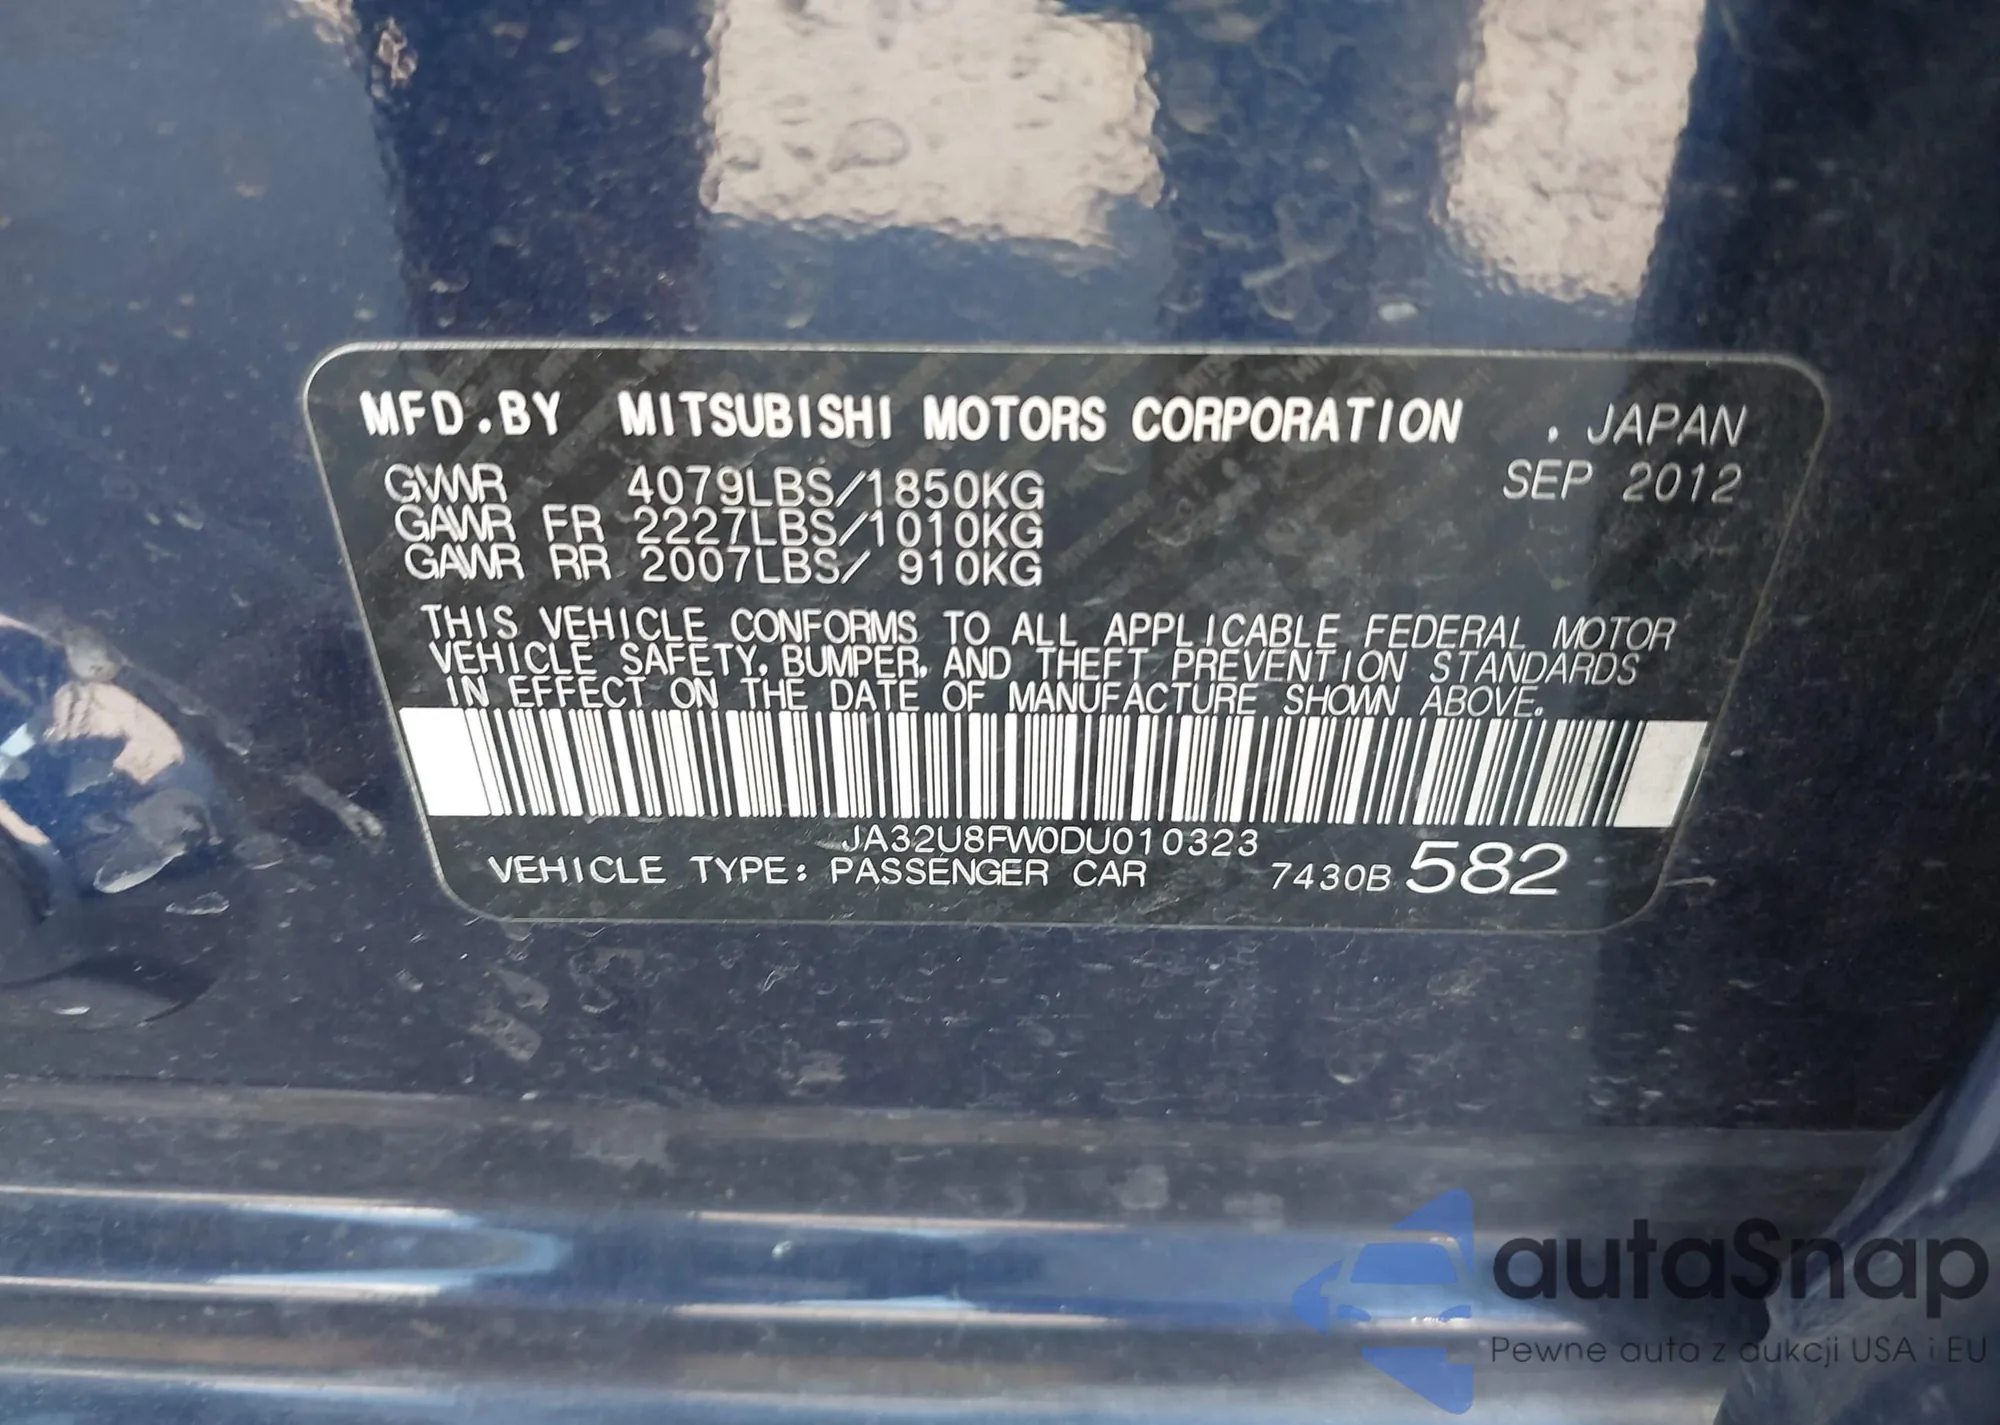 MFD.BY MITSUBISHI MOTORS CORPORATION . JAPAN
SEP 2012
GVWR 4079LBS/1850KG
GAWR FR 2227LBS/1010KG
GAWR RR 2007LBS/ 910KG
THIS VEHICLE CONFORMS TO ALL APPLICABLE FEDERAL MOTOR
VEHICLE SAFETY, BUMPER, AND THEFT PREVENTION STANDARDS
IN EFFECT ON THE DATE OF MANUFACTURE SHOWN ABOVE.
JA32U8FW0DU010323
VEHICLE TYPE: PASSENGER CAR 7430B 582
autaSnap
Pewne auta z aukcji USA i EU